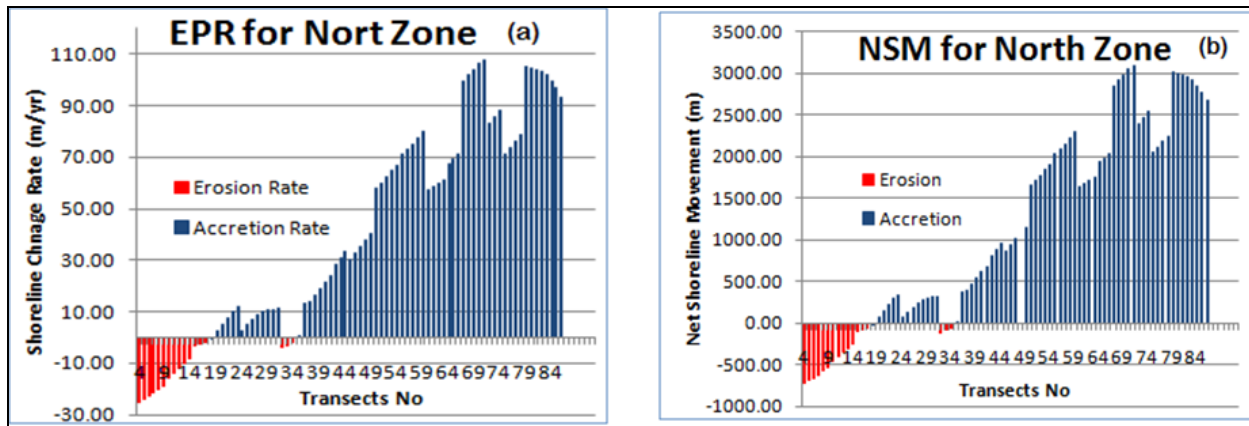 EPR for Nort Zone (a)
Shoreline Chnage Rate (m/yr)
110.00
90.00
70.00
50.00
30.00
10.00
-10.00
-30.00
Erosion Rate
Accretion Rate
4 9 14 19 24 29 34 39 44 49 54 59 64 69 74 79 84
Transects No
NSM for North Zone (b)
Net Shoreline Movement (m)
3500.00
3000.00
2500.00
2000.00
1500.00
1000.00
500.00
0.00
-500.00
-1000.00
Erosion
Accretion
4 9 14 19 24 29 34 39 44 49 54 59 64 69 74 79 84
Transects No